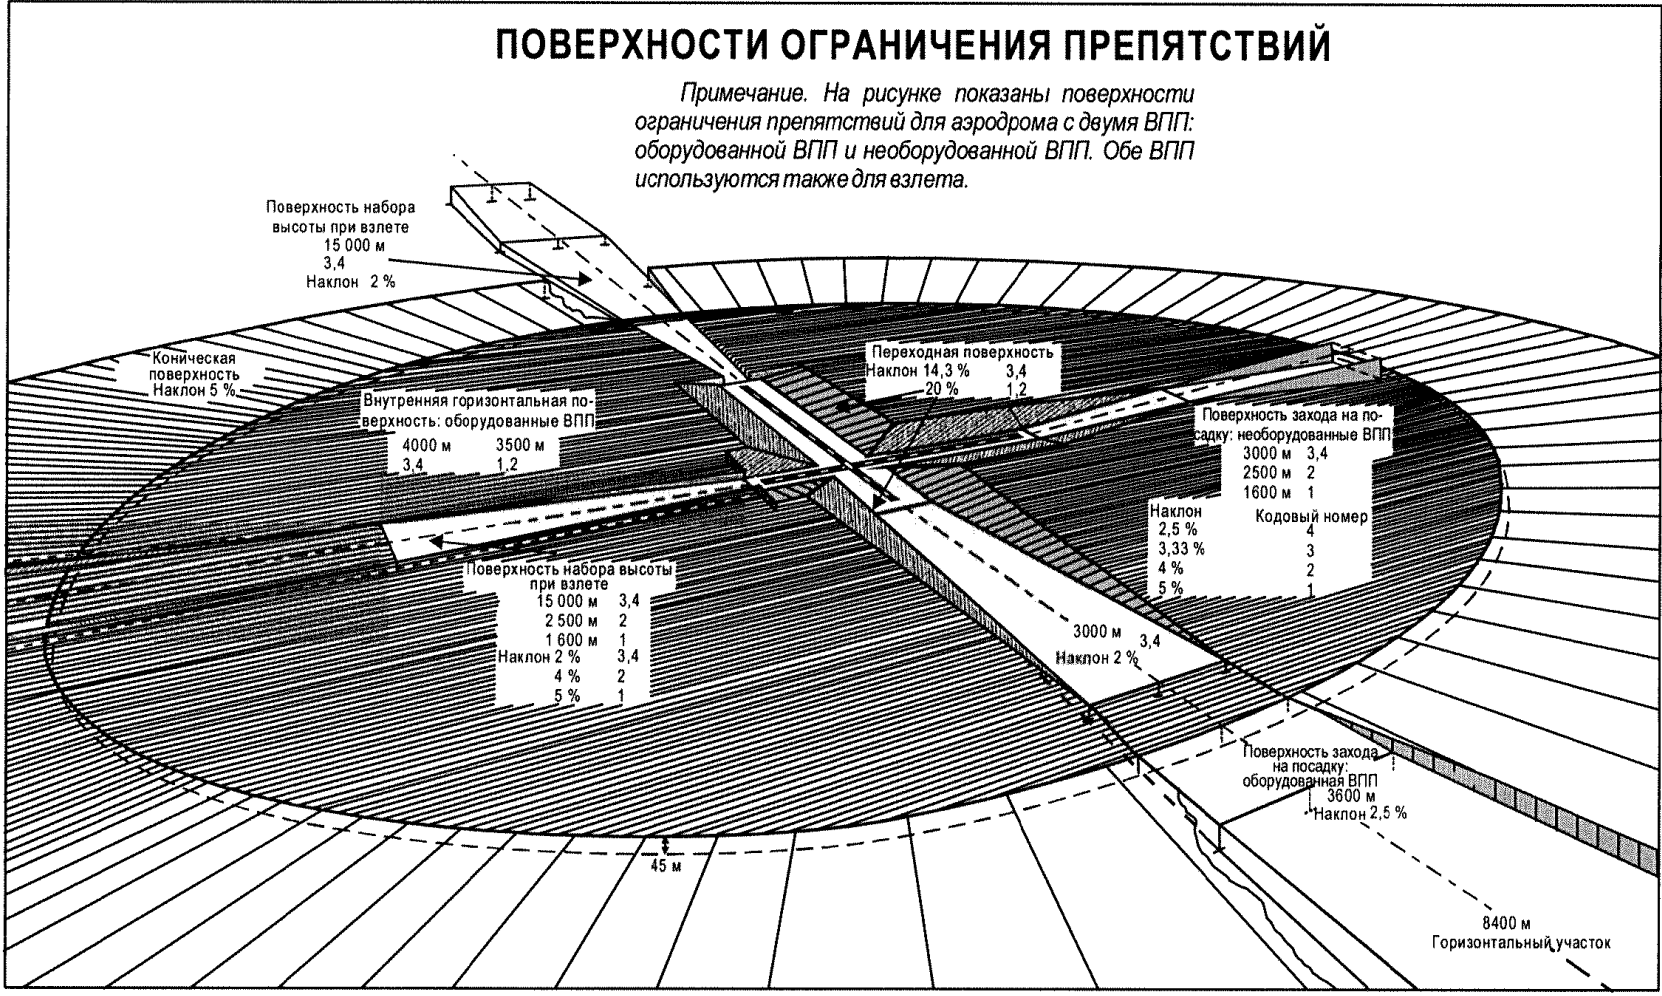 ПОВЕРХНОСТИ ОГРАНИЧЕНИЯ ПРЕПЯТСТВИЙ
Примечание. На рисунке показаны поверхности
ограничения препятствий для аэродрома с двумя ВПП:
оборудованной ВПП и необорудованной ВПП. Обе ВПП
используются также для взлета.
Поверхность набора
высоты при взлете
15 000 м
3,4
Наклон 2 %
Коническая
поверхность
Наклон 5 %
Переходная поверхность
Наклон 14,3 % 3,4
20 % 1,2
Внутренняя горизонтальная по-
верхность: оборудованные ВПП
4000 м 3500 м
3,4 1,2
Поверхность захода на по-
садку: необорудованные ВПП
3000 м 3,4
2500 м 2
1600 м 1
Наклон Кодовый номер
2,5 % 4
3,33 % 3
4 % 2
5 % 1
Поверхность набора высоты
при взлете
15 000 м 3,4
2 500 м 2
1 600 м 1
Наклон 2 % 3,4
4 % 2
5 % 1
3000 м
3,4
Наклон 2 %
Поверхность захода
на посадку:
оборудованная ВПП
3600 м
Наклон 2,5 %
45 м
8400 м
Горизонтальный участок